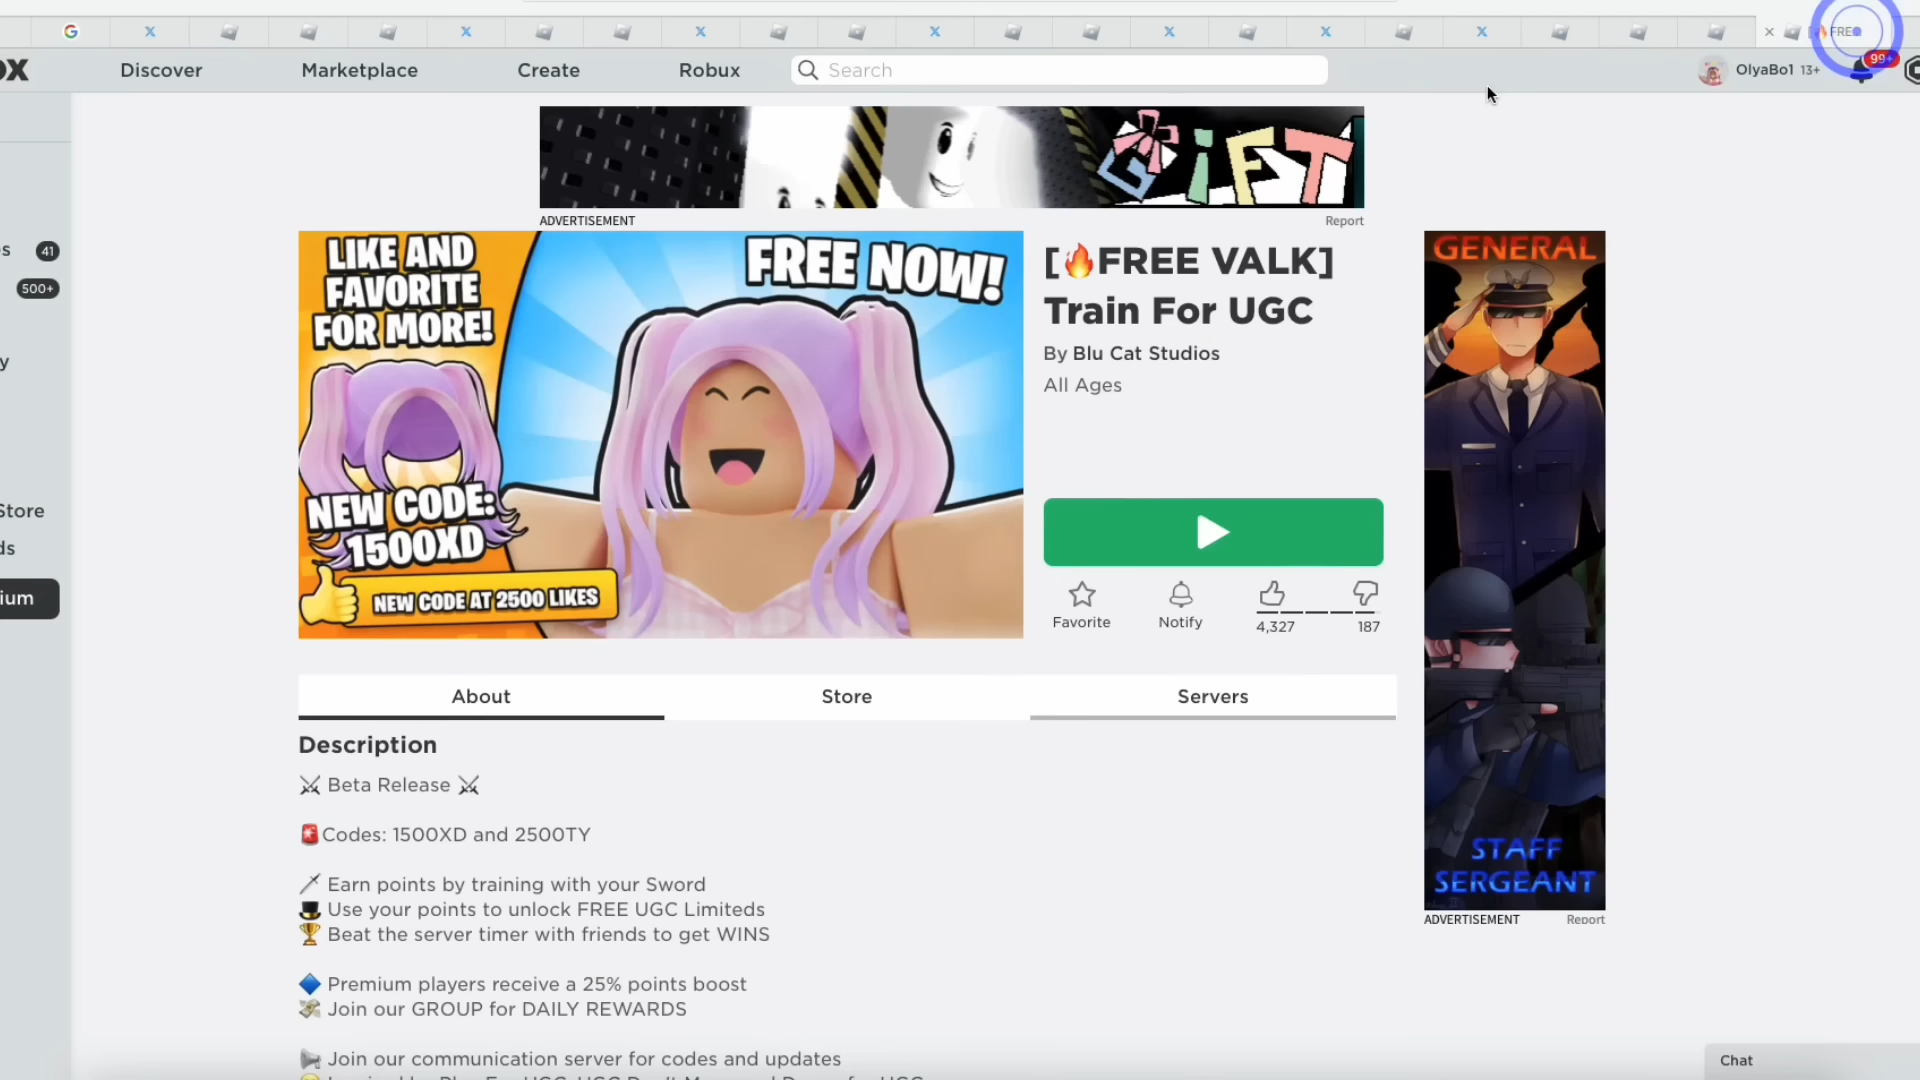 FREE
OX
Discover
Marketplace
Create
Robux
Search
OlyaBo1 13+
99+
41
500+
Store
ds
ium
GiFT
ADVERTISEMENT
Report
LIKE AND
FAVORITE
FOR MORE!
FREE NOW!
NEW CODE:
1500XD
NEW CODE AT 2500 LIKES
[🔥FREE VALK]
Train For UGC
By Blu Cat Studios
All Ages
Favorite
Notify
4,327
187
GENERAL
STAFF
SERGEANT
ADVERTISEMENT
Report
About
Store
Servers
Description
⚔ Beta Release ⚔
🚨Codes: 1500XD and 2500TY
🗡 Earn points by training with your Sword
🎩 Use your points to unlock FREE UGC Limiteds
🏆 Beat the server timer with friends to get WINS
🔷 Premium players receive a 25% points boost
💸 Join our GROUP for DAILY REWARDS
📢 Join our communication server for codes and updates
Chat